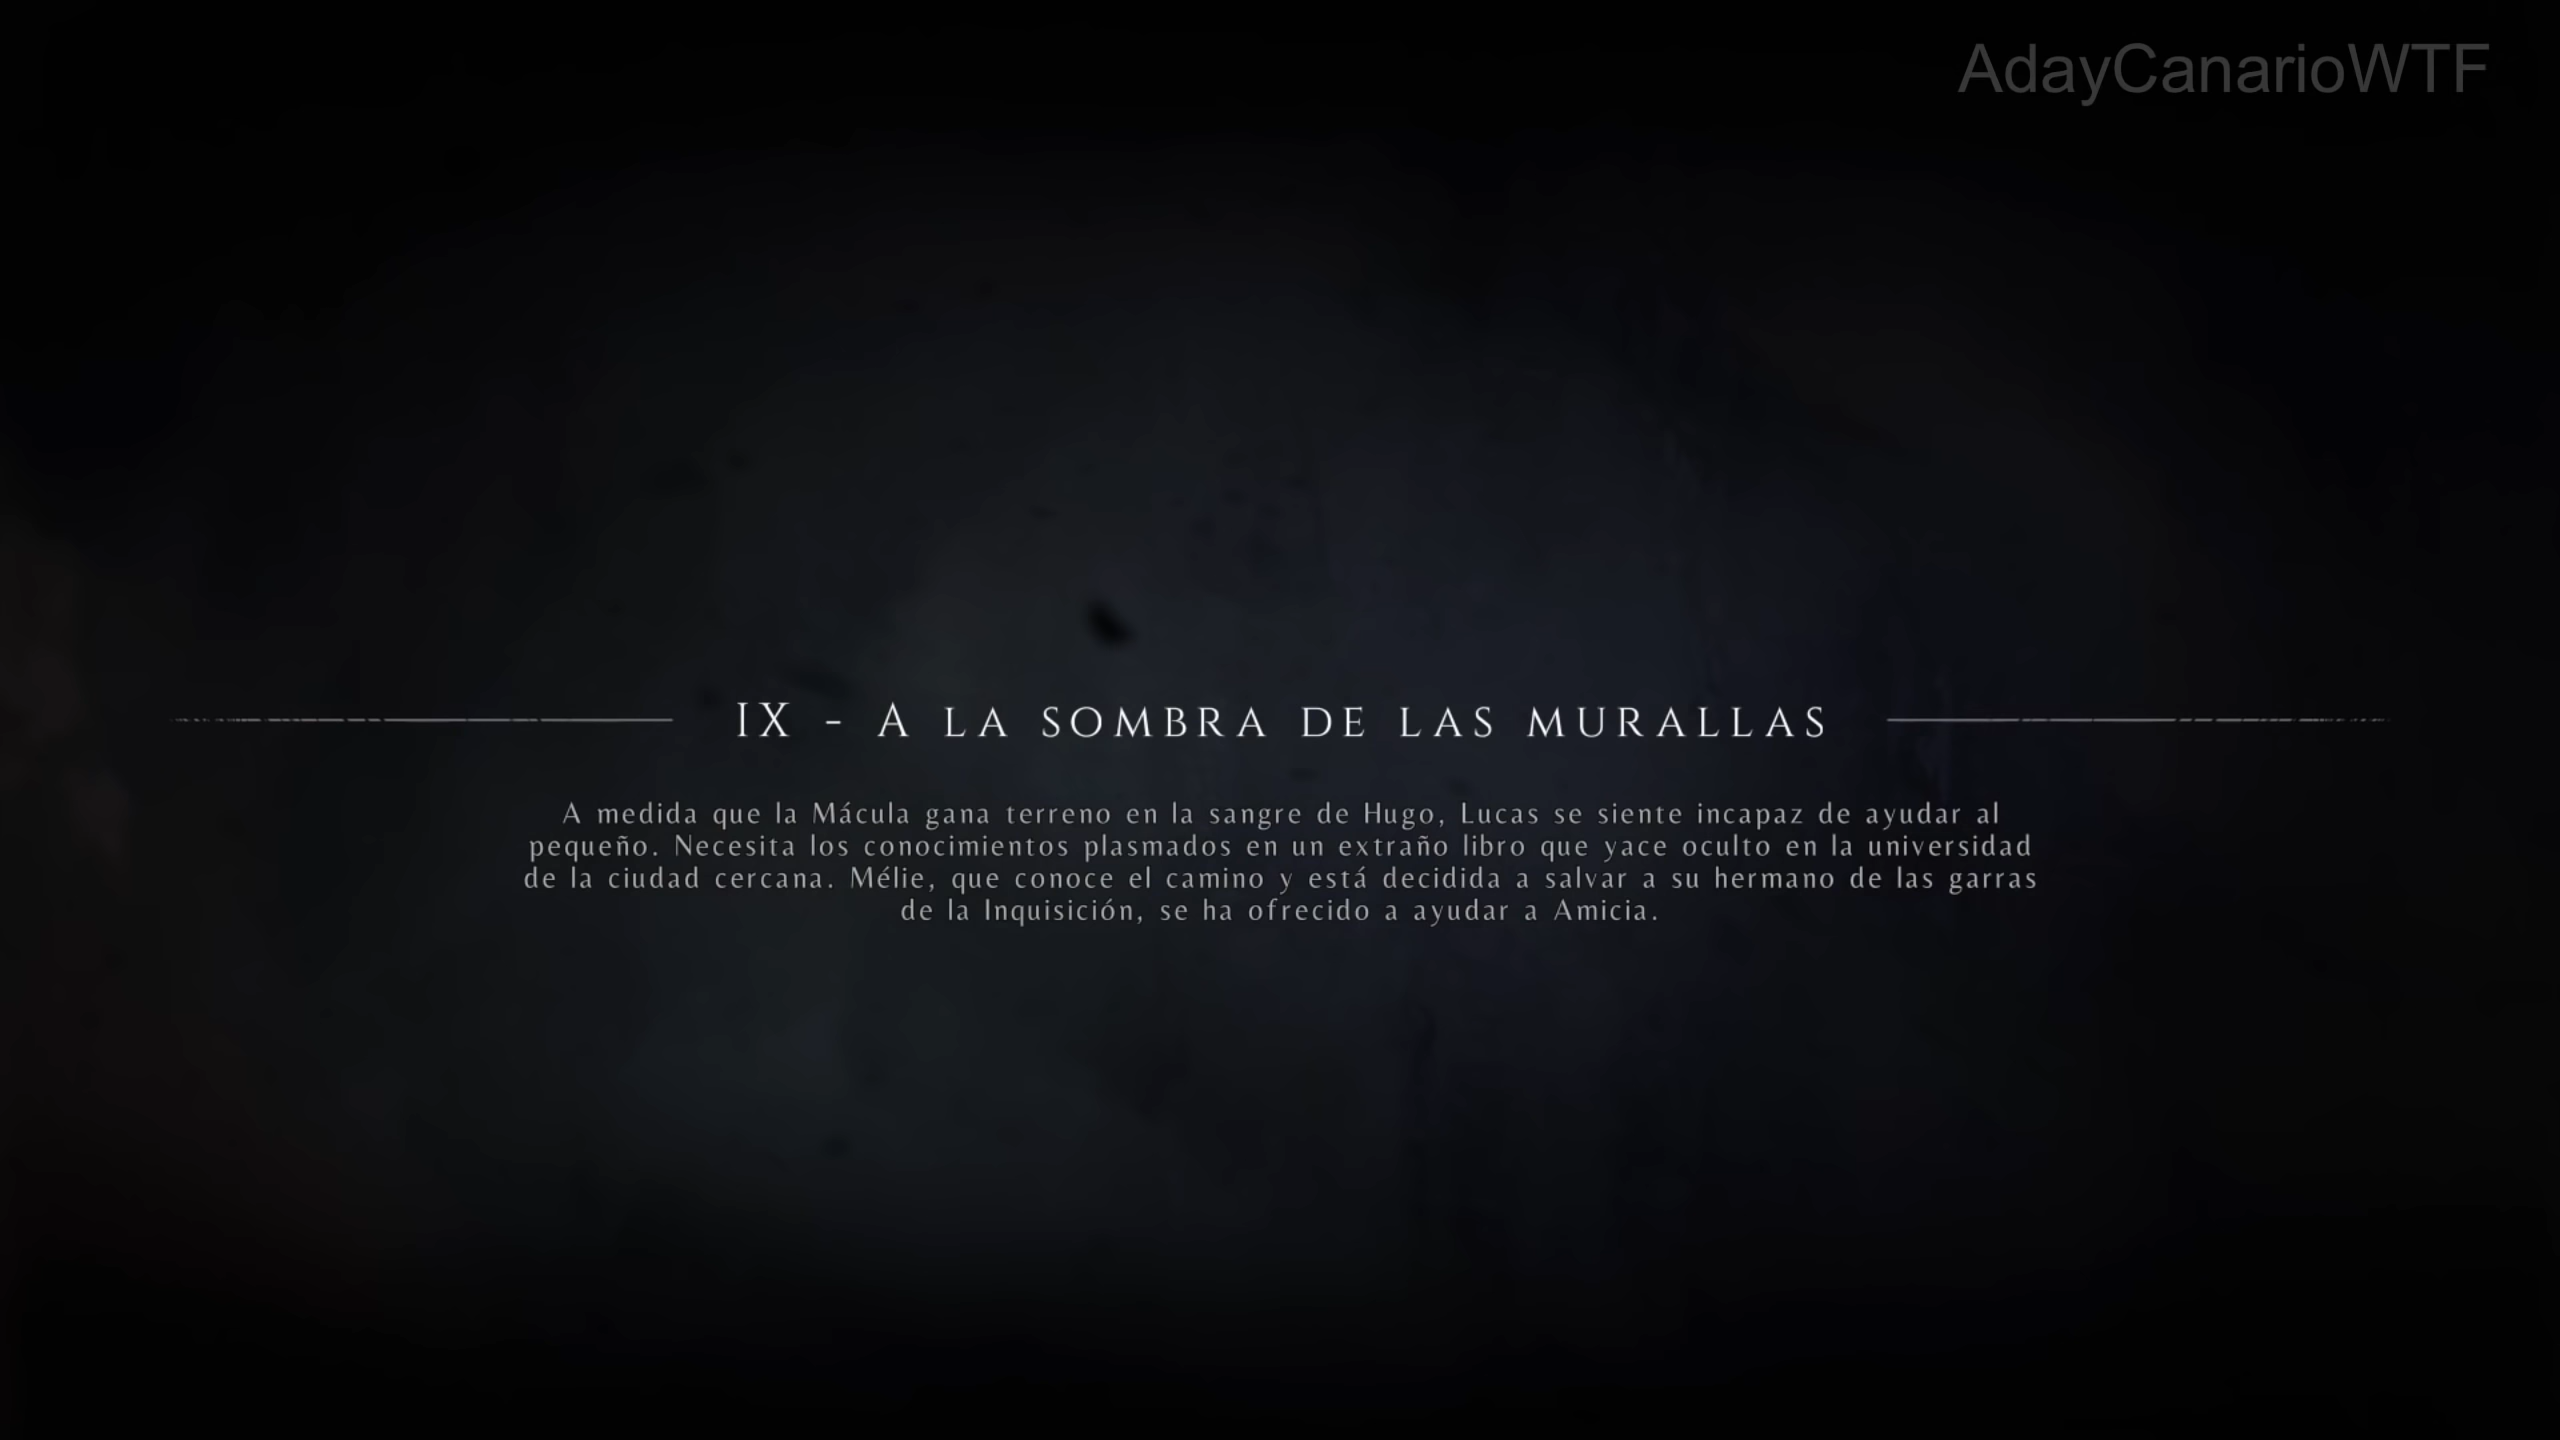 AdayCanarioWTF
IX - A LA SOMBRA DE LAS MURALLAS
A medida que la Mácula gana terreno en la sangre de Hugo, Lucas se siente incapaz de ayudar al
pequeño. Necesita los conocimientos plasmados en un extraño libro que yace oculto en la universidad
de la ciudad cercana. Mélie, que conoce el camino y está decidida a salvar a su hermano de las garras
de la Inquisición, se ha ofrecido a ayudar a Amicia.